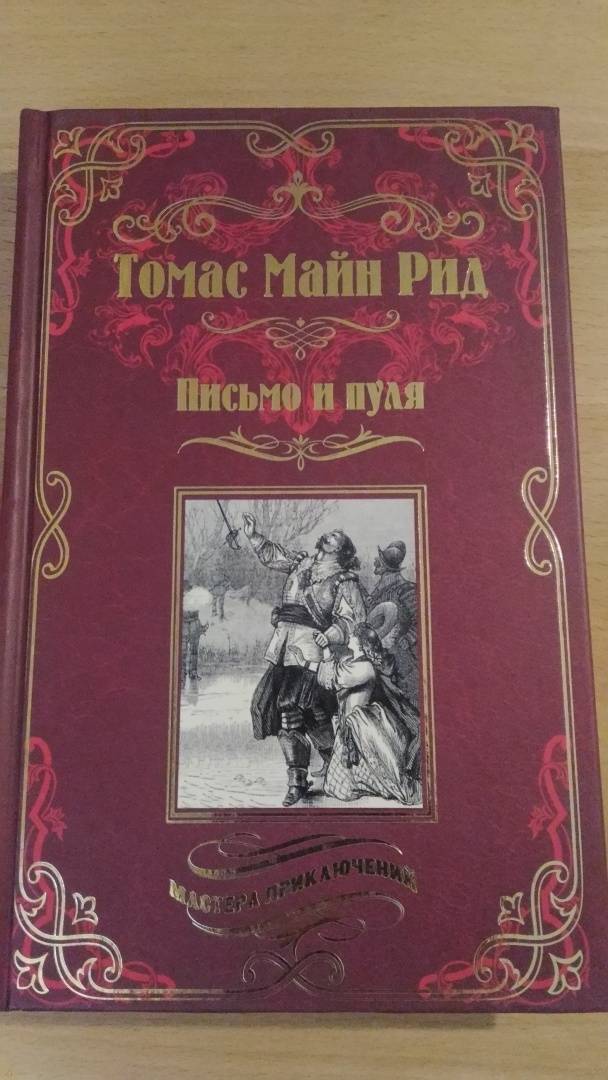 Томас Майн Рид
Письмо и пуля
МАСТЕРА ПРИКЛЮЧЕНИЙ